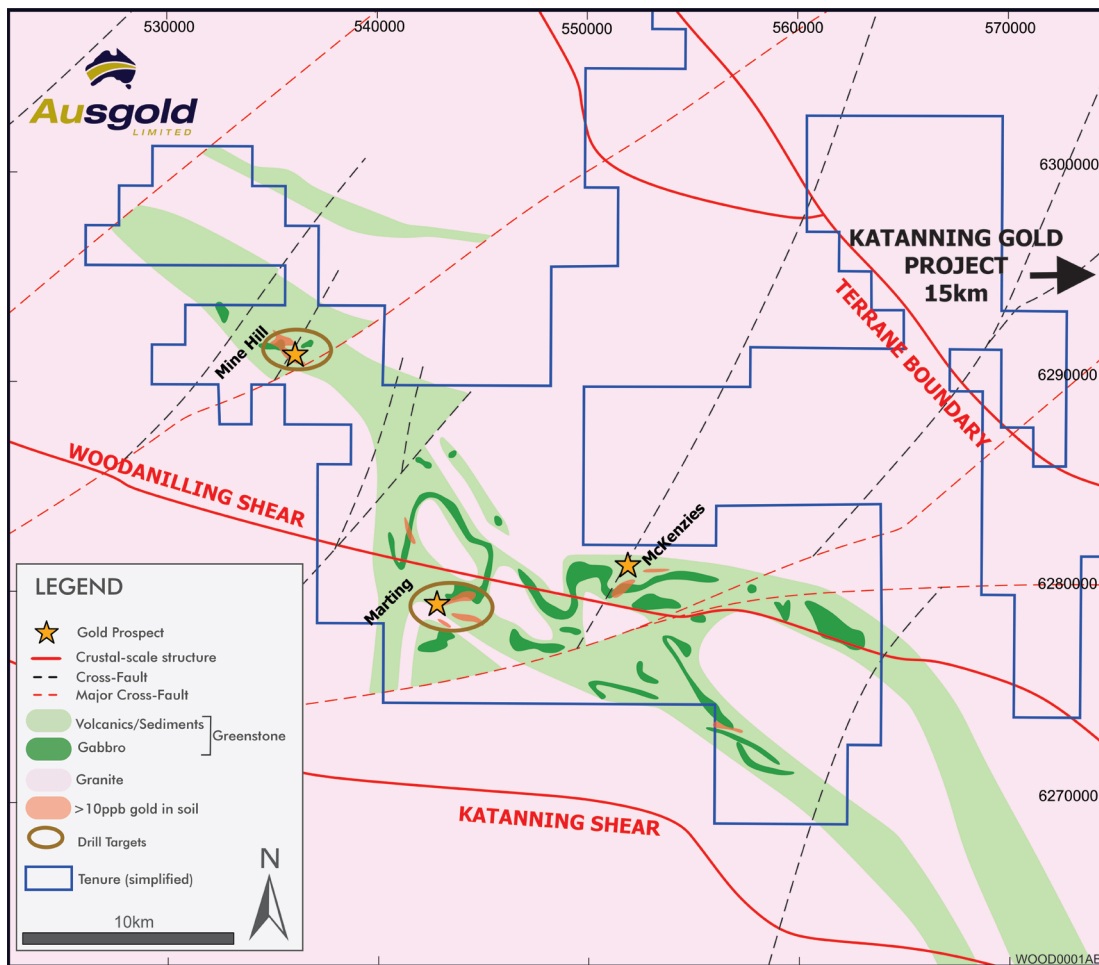 530000
540000
550000
560000
570000
Ausgold
LIMITED
6300000
KATANNING GOLD
PROJECT
15km
TERRANE BOUNDARY
Mine Hill
6290000
WOODANILLING SHEAR
McKenzies
Marting
6280000
6270000
KATANNING SHEAR
LEGEND
Gold Prospect
Crustal-scale structure
Cross-Fault
Major Cross-Fault
Volcanics/Sediments
Greenstone
Gabbro
Granite
>10ppb gold in soil
Drill Targets
Tenure (simplified)
N
10km
WOOD0001AB